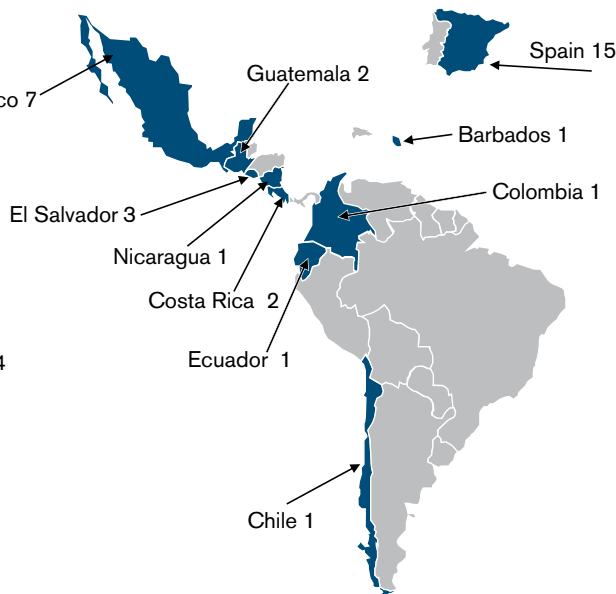 Spain 15
Guatemala 2
co 7
Barbados 1
Colombia 1
El Salvador 3
Nicaragua 1
Costa Rica 2
Ecuador 1
4
Chile 1